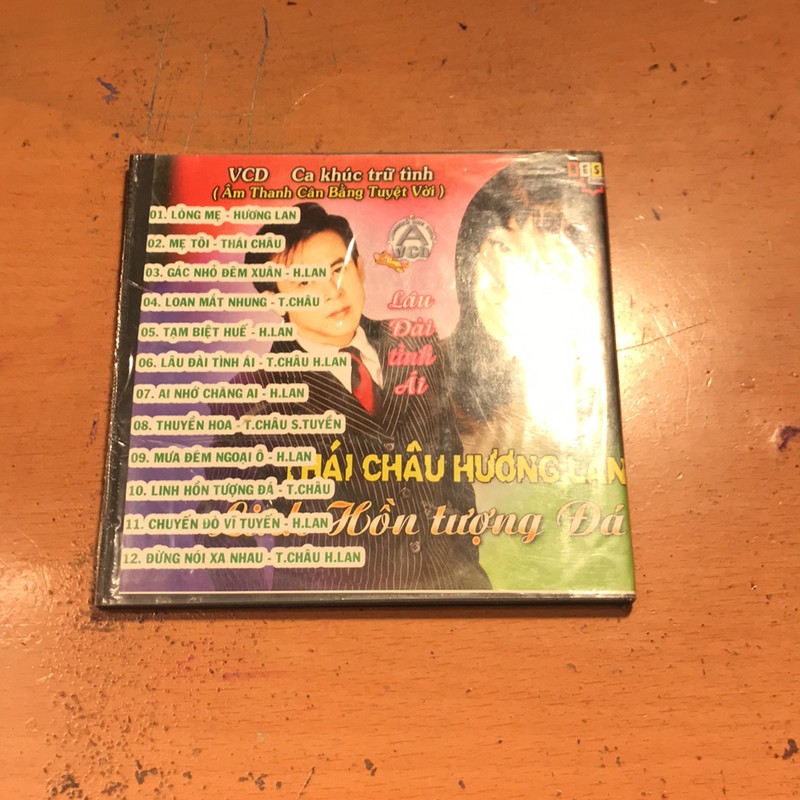 VCD Ca khúc trữ tình
( Âm Thanh Cân Bằng Tuyệt Vời )
01. LÒNG MẸ - HƯƠNG LAN
02. MẸ TÔI - THÁI CHÂU
03. GÁC NHỎ ĐÊM XUÂN - H.LAN
04. LOAN MẮT NHUNG - T.CHÂU
05. TẠM BIỆT HUẾ - H.LAN
06. LÂU ĐÀI TÌNH ÁI - T.CHÂU H.LAN
07. AI NHỚ CHĂNG AI - H.LAN
08. THUYỀN HOA - T.CHÂU S.TUYỀN
09. MƯA ĐÊM NGOẠI Ô - H.LAN
10. LINH HỒN TƯỢNG ĐÁ - T.CHÂU
11. CHUYẾN ĐÒ VĨ TUYẾN - H.LAN
12. ĐỪNG NÓI XA NHAU - T.CHÂU H.LAN
A
VCD
Lâu
Đài
tình
Ái
THÁI CHÂU HƯƠNG LAN
Linh Hồn tượng Đá